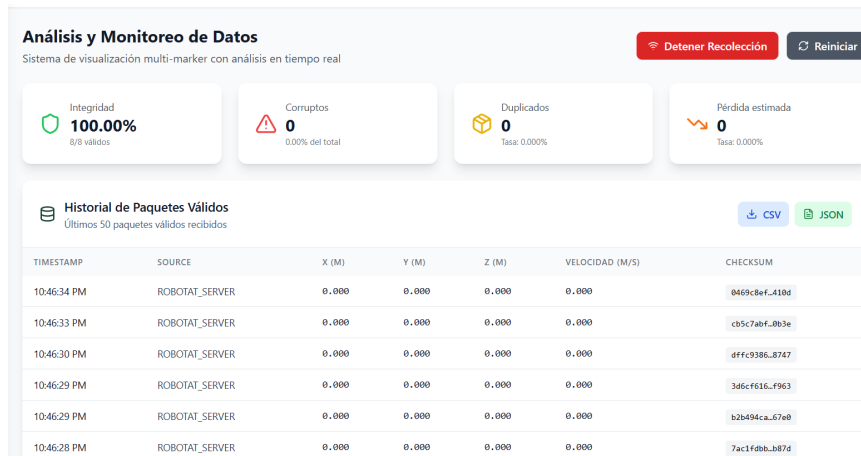 Análisis y Monitoreo de Datos
Sistema de visualización multi-marker con análisis en tiempo real
Detener Recolección
Reiniciar
Integridad
100.00%
8/8 válidos
Corruptos
0
0.00% del total
Duplicados
0
Tasa: 0.000%
Pérdida estimada
0
Tasa: 0.000%
Historial de Paquetes Válidos
Últimos 50 paquetes válidos recibidos
CSV
JSON
TIMESTAMP SOURCE X (M) Y (M) Z (M) VELOCIDAD (M/S) CHECKSUM
10:46:34 PM ROBOTAT_SERVER 0.000 0.000 0.000 0.000 0469c8ef…410d
10:46:33 PM ROBOTAT_SERVER 0.000 0.000 0.000 0.000 cb5c7abf…0b3e
10:46:30 PM ROBOTAT_SERVER 0.000 0.000 0.000 0.000 dffc9386…8747
10:46:29 PM ROBOTAT_SERVER 0.000 0.000 0.000 0.000 3d6cf616…f963
10:46:29 PM ROBOTAT_SERVER 0.000 0.000 0.000 0.000 b2b494ca…67e0
10:46:28 PM ROBOTAT_SERVER 0.000 0.000 0.000 0.000 7ac1fdbb…b87d